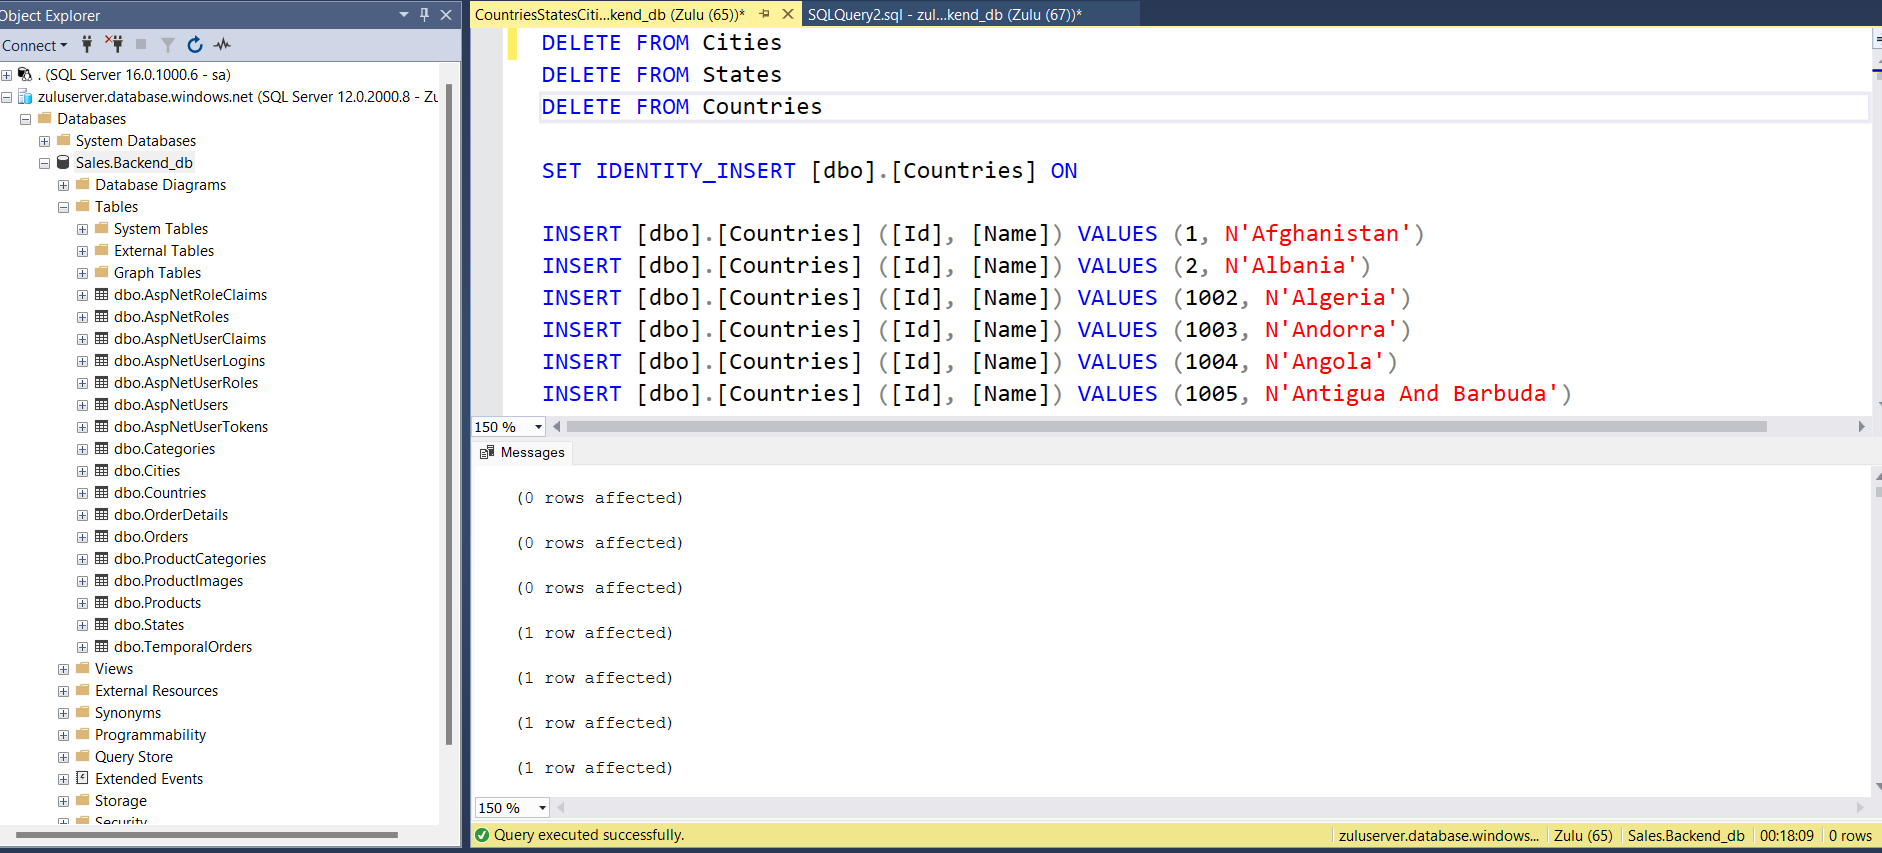 Object Explorer
Connect
. (SQL Server 16.0.1000.6 - sa)
zuluserver.database.windows.net (SQL Server 12.0.2000.8 - Zu
Databases
System Databases
Sales.Backend_db
Database Diagrams
Tables
System Tables
External Tables
Graph Tables
dbo.AspNetRoleClaims
dbo.AspNetRoles
dbo.AspNetUserClaims
dbo.AspNetUserLogins
dbo.AspNetUserRoles
dbo.AspNetUsers
dbo.AspNetUserTokens
dbo.Categories
dbo.Cities
dbo.Countries
dbo.OrderDetails
dbo.Orders
dbo.ProductCategories
dbo.ProductImages
dbo.Products
dbo.States
dbo.TemporalOrders
Views
External Resources
Synonyms
Programmability
Query Store
Extended Events
Storage
Security
CountriesStatesCiti...kend_db (Zulu (65))*
SQLQuery2.sql - zul...kend_db (Zulu (67))*
DELETE FROM Cities
DELETE FROM States
DELETE FROM Countries
SET IDENTITY_INSERT [dbo].[Countries] ON
INSERT [dbo].[Countries] ([Id], [Name]) VALUES (1, N'Afghanistan')
INSERT [dbo].[Countries] ([Id], [Name]) VALUES (2, N'Albania')
INSERT [dbo].[Countries] ([Id], [Name]) VALUES (1002, N'Algeria')
INSERT [dbo].[Countries] ([Id], [Name]) VALUES (1003, N'Andorra')
INSERT [dbo].[Countries] ([Id], [Name]) VALUES (1004, N'Angola')
INSERT [dbo].[Countries] ([Id], [Name]) VALUES (1005, N'Antigua And Barbuda')
150 %
Messages
(0 rows affected)
(0 rows affected)
(0 rows affected)
(1 row affected)
(1 row affected)
(1 row affected)
(1 row affected)
150 %
Query executed successfully.
zuluserver.database.windows... Zulu (65) Sales.Backend_db 00:18:09 0 rows